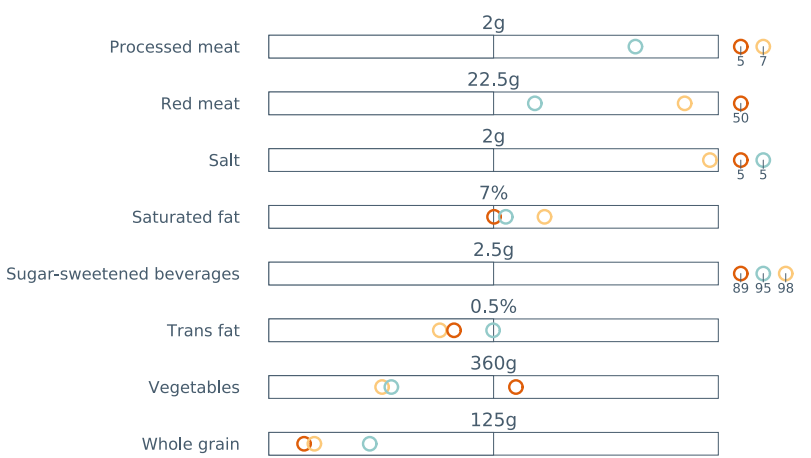 2g
Processed meat
5 7
22.5g
Red meat
50
2g
Salt
5 5
7%
Saturated fat
2.5g
Sugar-sweetened beverages
89 95 98
0.5%
Trans fat
360g
Vegetables
125g
Whole grain